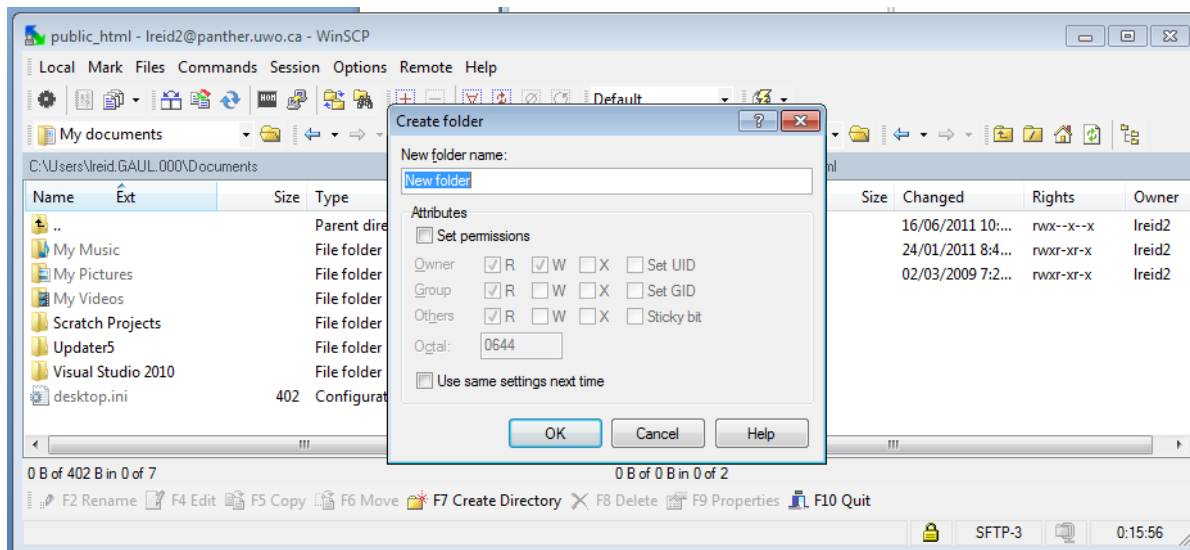 public_html - lreid2@panther.uwo.ca - WinSCP
Local Mark Files Commands Session Options Remote Help
Default
My documents
C:\Users\lreid.GAUL.000\Documents
Name Ext Size Type
..
Parent dire
My Music File folder
My Pictures File folder
My Videos File folder
Scratch Projects File folder
Updater5 File folder
Visual Studio 2010 File folder
desktop.ini 402 Configurat
Create folder
New folder name:
New folder
Attributes
Set permissions
Owner R W X Set UID
Group R W X Set GID
Others R W X Sticky bit
Octal: 0644
Use same settings next time
OK Cancel Help
ml
Size Changed Rights Owner
16/06/2011 10:... rwx--x--x lreid2
24/01/2011 8:4... rwxr-xr-x lreid2
02/03/2009 7:2... rwxr-xr-x lreid2
0 B of 402 B in 0 of 7
0 B of 0 B in 0 of 2
F2 Rename F4 Edit F5 Copy F6 Move F7 Create Directory F8 Delete F9 Properties F10 Quit
SFTP-3 0:15:56